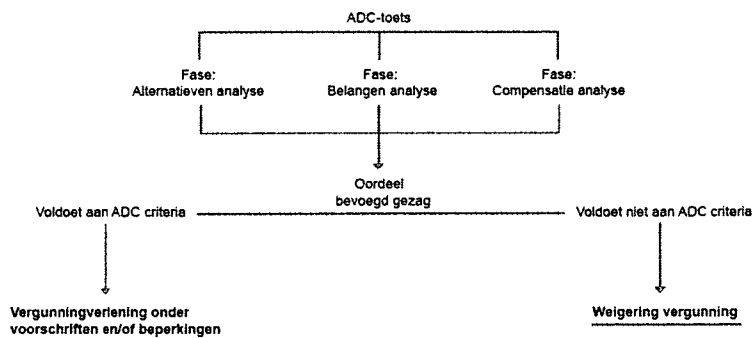 ADC-toets
Fase:
Alternatieven analyse
Fase:
Belangen analyse
Fase:
Compensatie analyse
Oordeel
bevoegd gezag
Voldoet aan ADC criteria
Voldoet niet aan ADC criteria
Vergunningverlening onder
voorschriften en/of beperkingen
Weigering vergunning